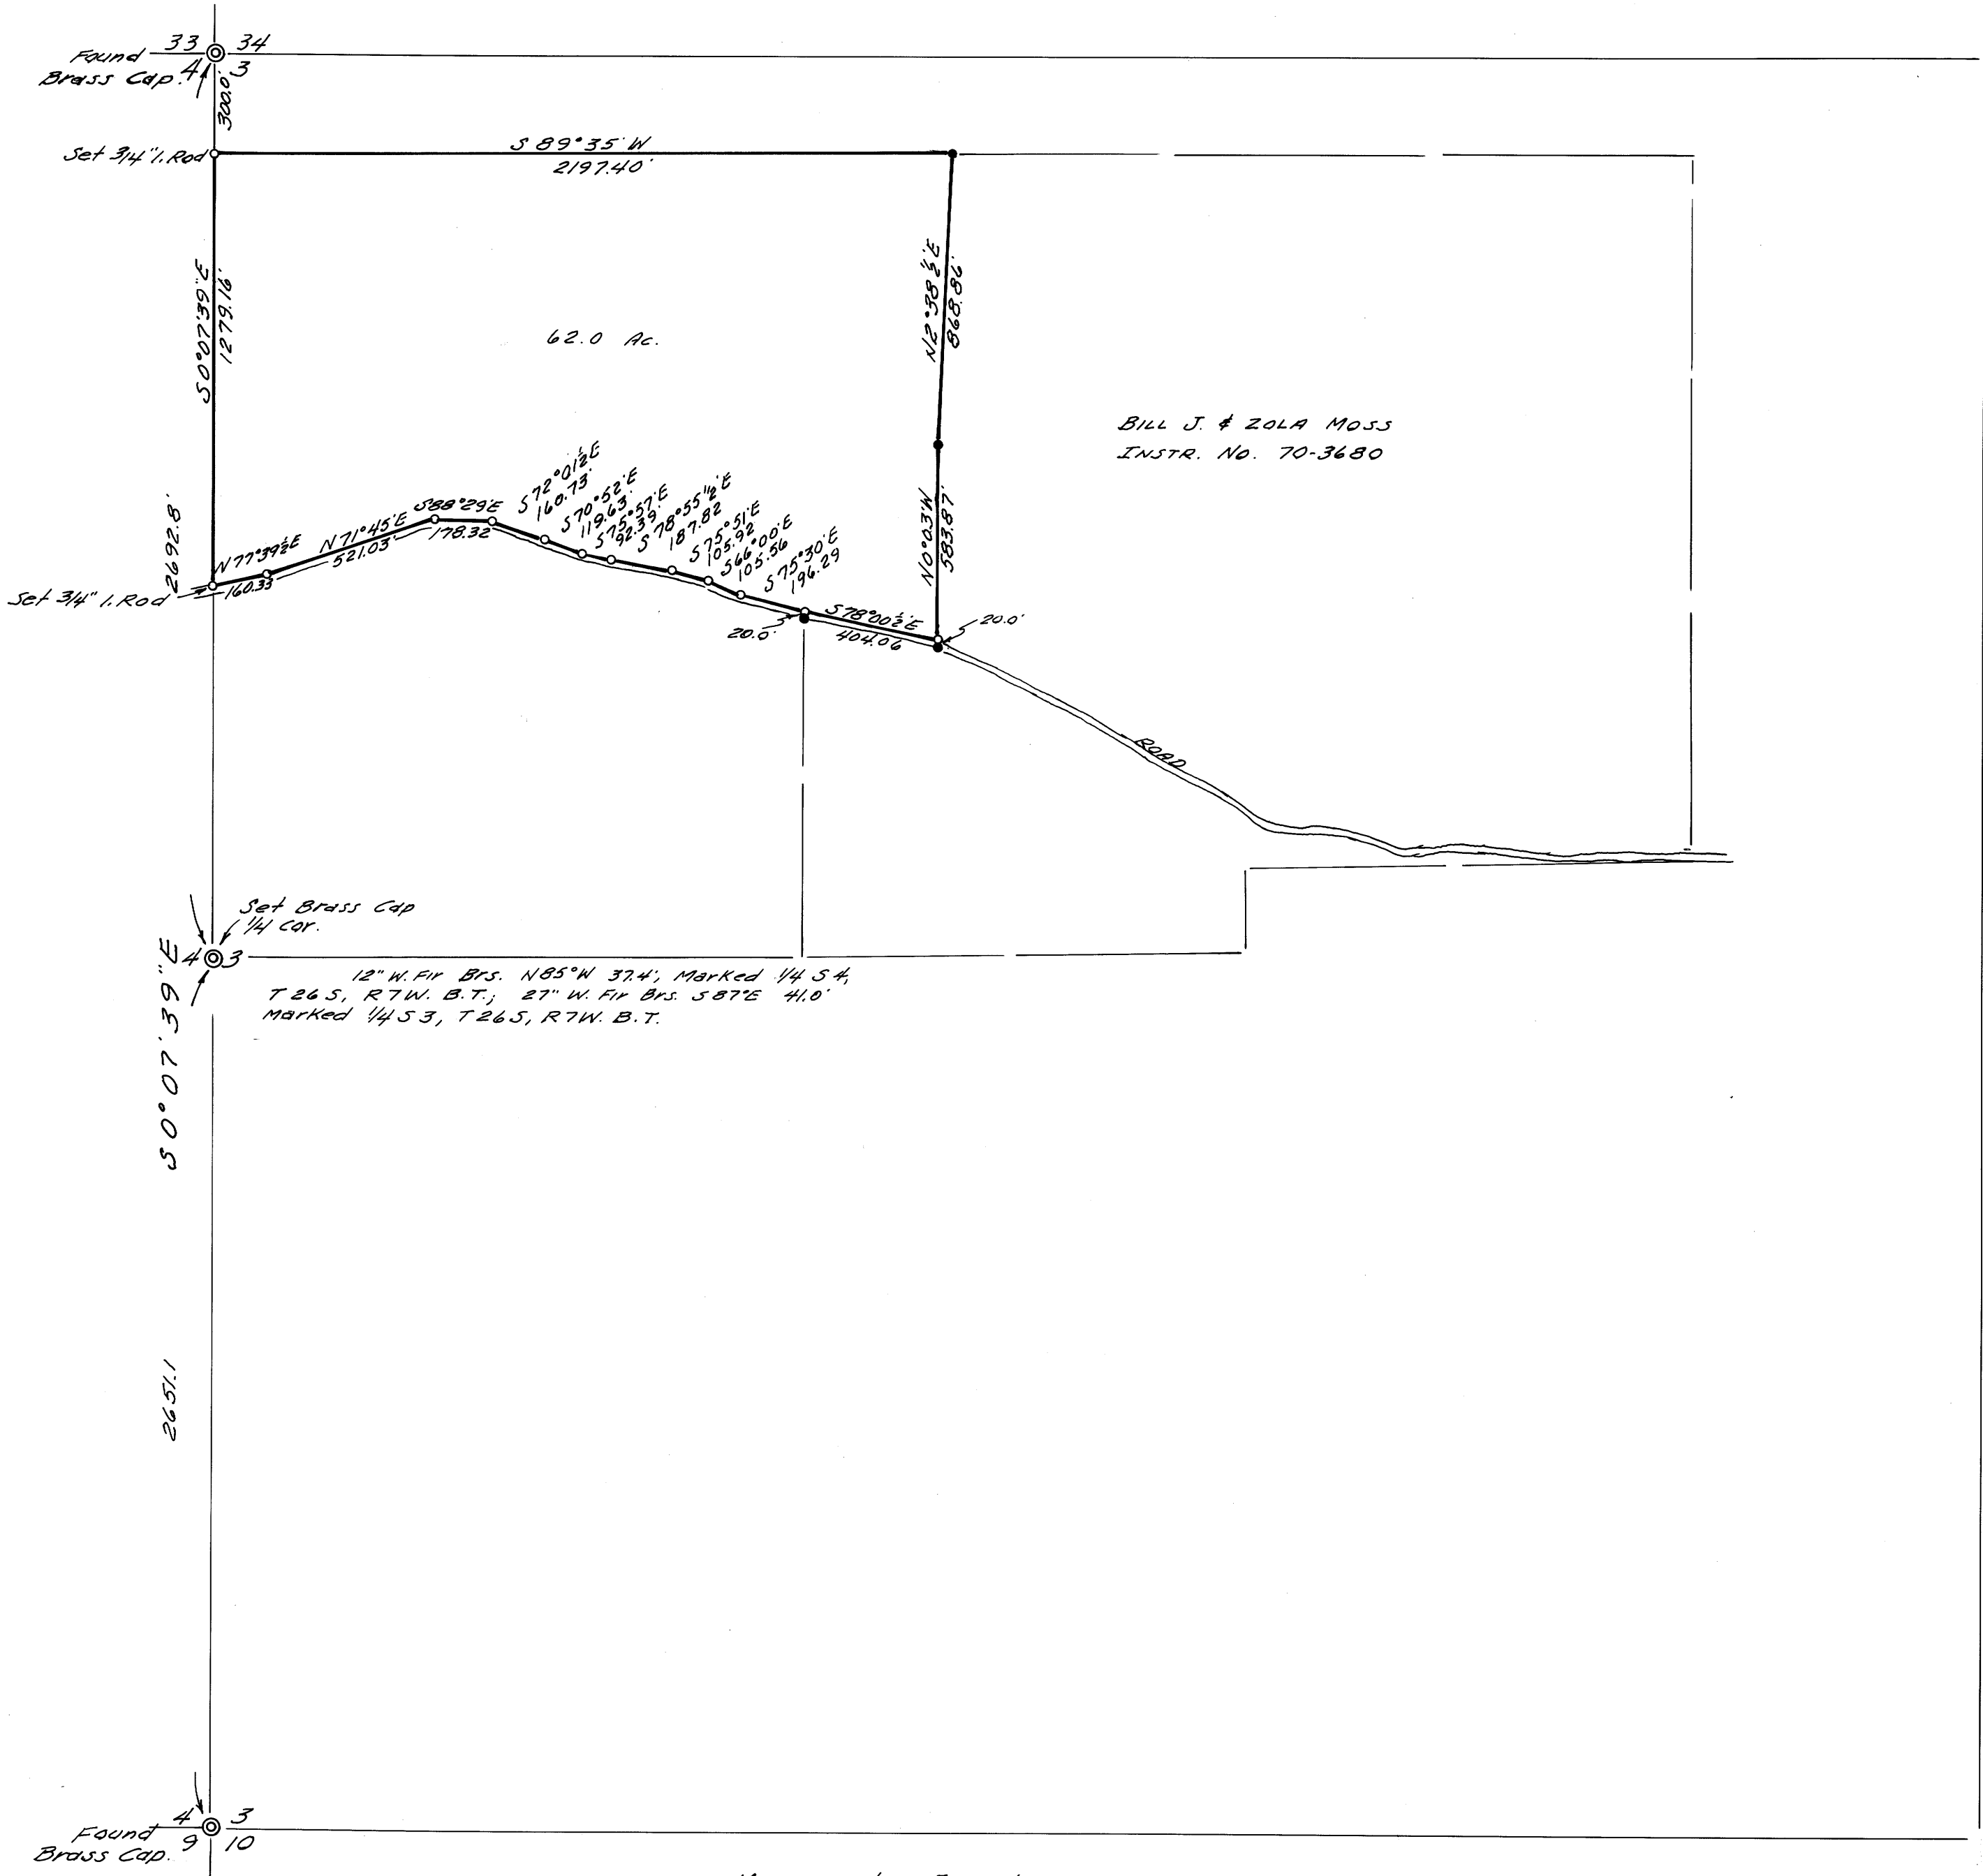 33 34
Found
Brass Cap. 4 3
300.0'
Set 3/4" I. Rod
S 89° 35' W
2197.40'
S 0° 07' 39" E
1279.16'
N 2° 38 1/2' E
868.86'
62.0 Ac.
BILL J. & ZOLA MOSS
INSTR. NO. 70-3680
N 0° 03' W
583.87'
S 72° 01 1/2' E
160.73'
S 70° 52' E
119.63'
S 75° 57' E
92.39'
S 78° 55 1/2' E
187.82
S 75° 51' E
105.92
S 66° 00' E
105.56
S 75° 30' E
196.29
S 88° 29' E
178.32
N 71° 45' E
521.03'
N 77° 39 1/2' E
160.33
2692.8'
Set 3/4" I. Rod
S 78° 00 1/2' E
404.06
20.0'
20.0'
ROAD
Set Brass Cap
1/4 Cor.
4 3
12" W. Fir Brs. N 85° W 37.4', Marked 1/4 S 4,
T 26 S, R 7 W. B.T.; 27" W. Fir Brs. S 87° E 41.0'
Marked 1/4 S 3, T 26 S, R 7 W. B.T.
S 0° 07' 39" E
2651.1
4 3
Found
9 10
Brass Cap.